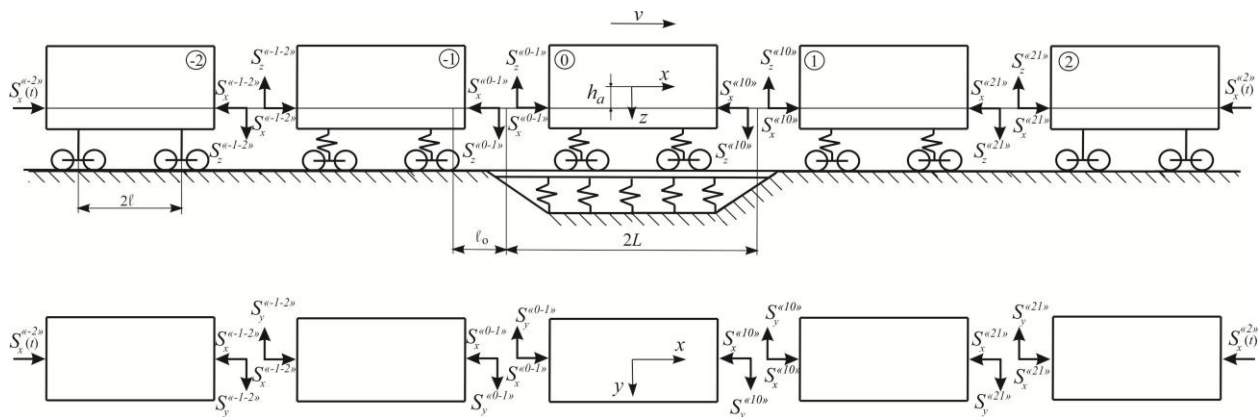 v
-2 -1 0 1 2
S_z^{«-1-2»} S_z^{«0-1»} S_z^{«10»} S_z^{«21»}
S_x^{«-2»}(t) S_x^{«-1-2»} S_x^{«0-1»} h_a x z S_x^{«10»} S_x^{«21»} S_x^{«2»}(t)
S_x^{«-1-2»} S_x^{«0-1»} S_x^{«10»} S_x^{«21»}
S_z^{«-1-2»} S_z^{«0-1»} S_z^{«10»} S_z^{«21»}
2ℓ
ℓ_o 2L
S_y^{«-1-2»} S_y^{«0-1»} S_y^{«10»} S_y^{«21»}
S_x^{«-2»}(t) S_x^{«-1-2»} S_x^{«0-1»} x S_x^{«10»} S_x^{«21»} S_x^{«2»}(t)
S_x^{«-1-2»} S_x^{«0-1»} y S_x^{«10»} S_x^{«21»}
S_y^{«-1-2»} S_y^{«0-1»} S_y^{«10»} S_y^{«21»}